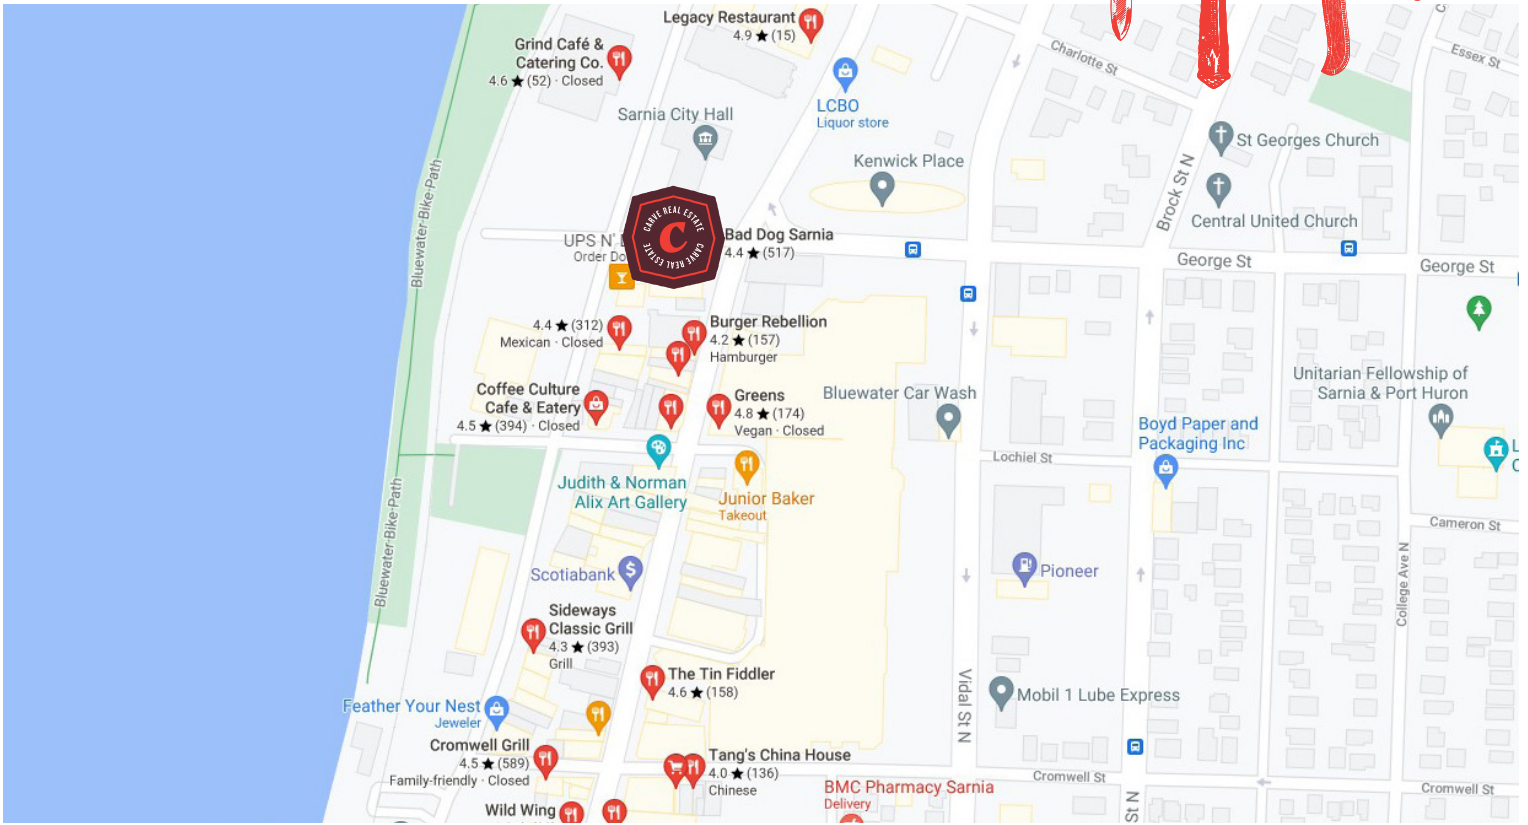 Legacy Restaurant
4.9 ★ (15)
Grind Café &
Catering Co.
4.6 ★ (52) · Closed
Charlotte St
Essex St
LCBO
Liquor store
Sarnia City Hall
St Georges Church
Kenwick Place
Bluewater Bike Path
Brock St N
Central United Church
CARVE REAL ESTATE
C
CARVE REAL ESTATE
UPS N'
Order
Bad Dog Sarnia
4.4 ★ (517)
George St
George St
4.4 ★ (312)
Mexican · Closed
Burger Rebellion
4.2 ★ (157)
Hamburger
Coffee Culture
Cafe & Eatery
4.5 ★ (394) · Closed
Greens
4.8 ★ (174)
Vegan · Closed
Bluewater Car Wash
Unitarian Fellowship of
Sarnia & Port Huron
Boyd Paper and
Packaging Inc
Lochiel St
Judith & Norman
Alix Art Gallery
Junior Baker
Takeout
Bluewater Bike Path
Cameron St
Scotiabank
Pioneer
College Ave N
Sideways
Classic Grill
4.3 ★ (393)
Grill
The Tin Fiddler
4.6 ★ (158)
Vidal St N
Mobil 1 Lube Express
Feather Your Nest
Jeweler
Cromwell Grill
4.5 ★ (589)
Family-friendly · Closed
Tang's China House
4.0 ★ (136)
Chinese
Cromwell St
Cromwell St
BMC Pharmacy Sarnia
Delivery
Wild Wing
N St